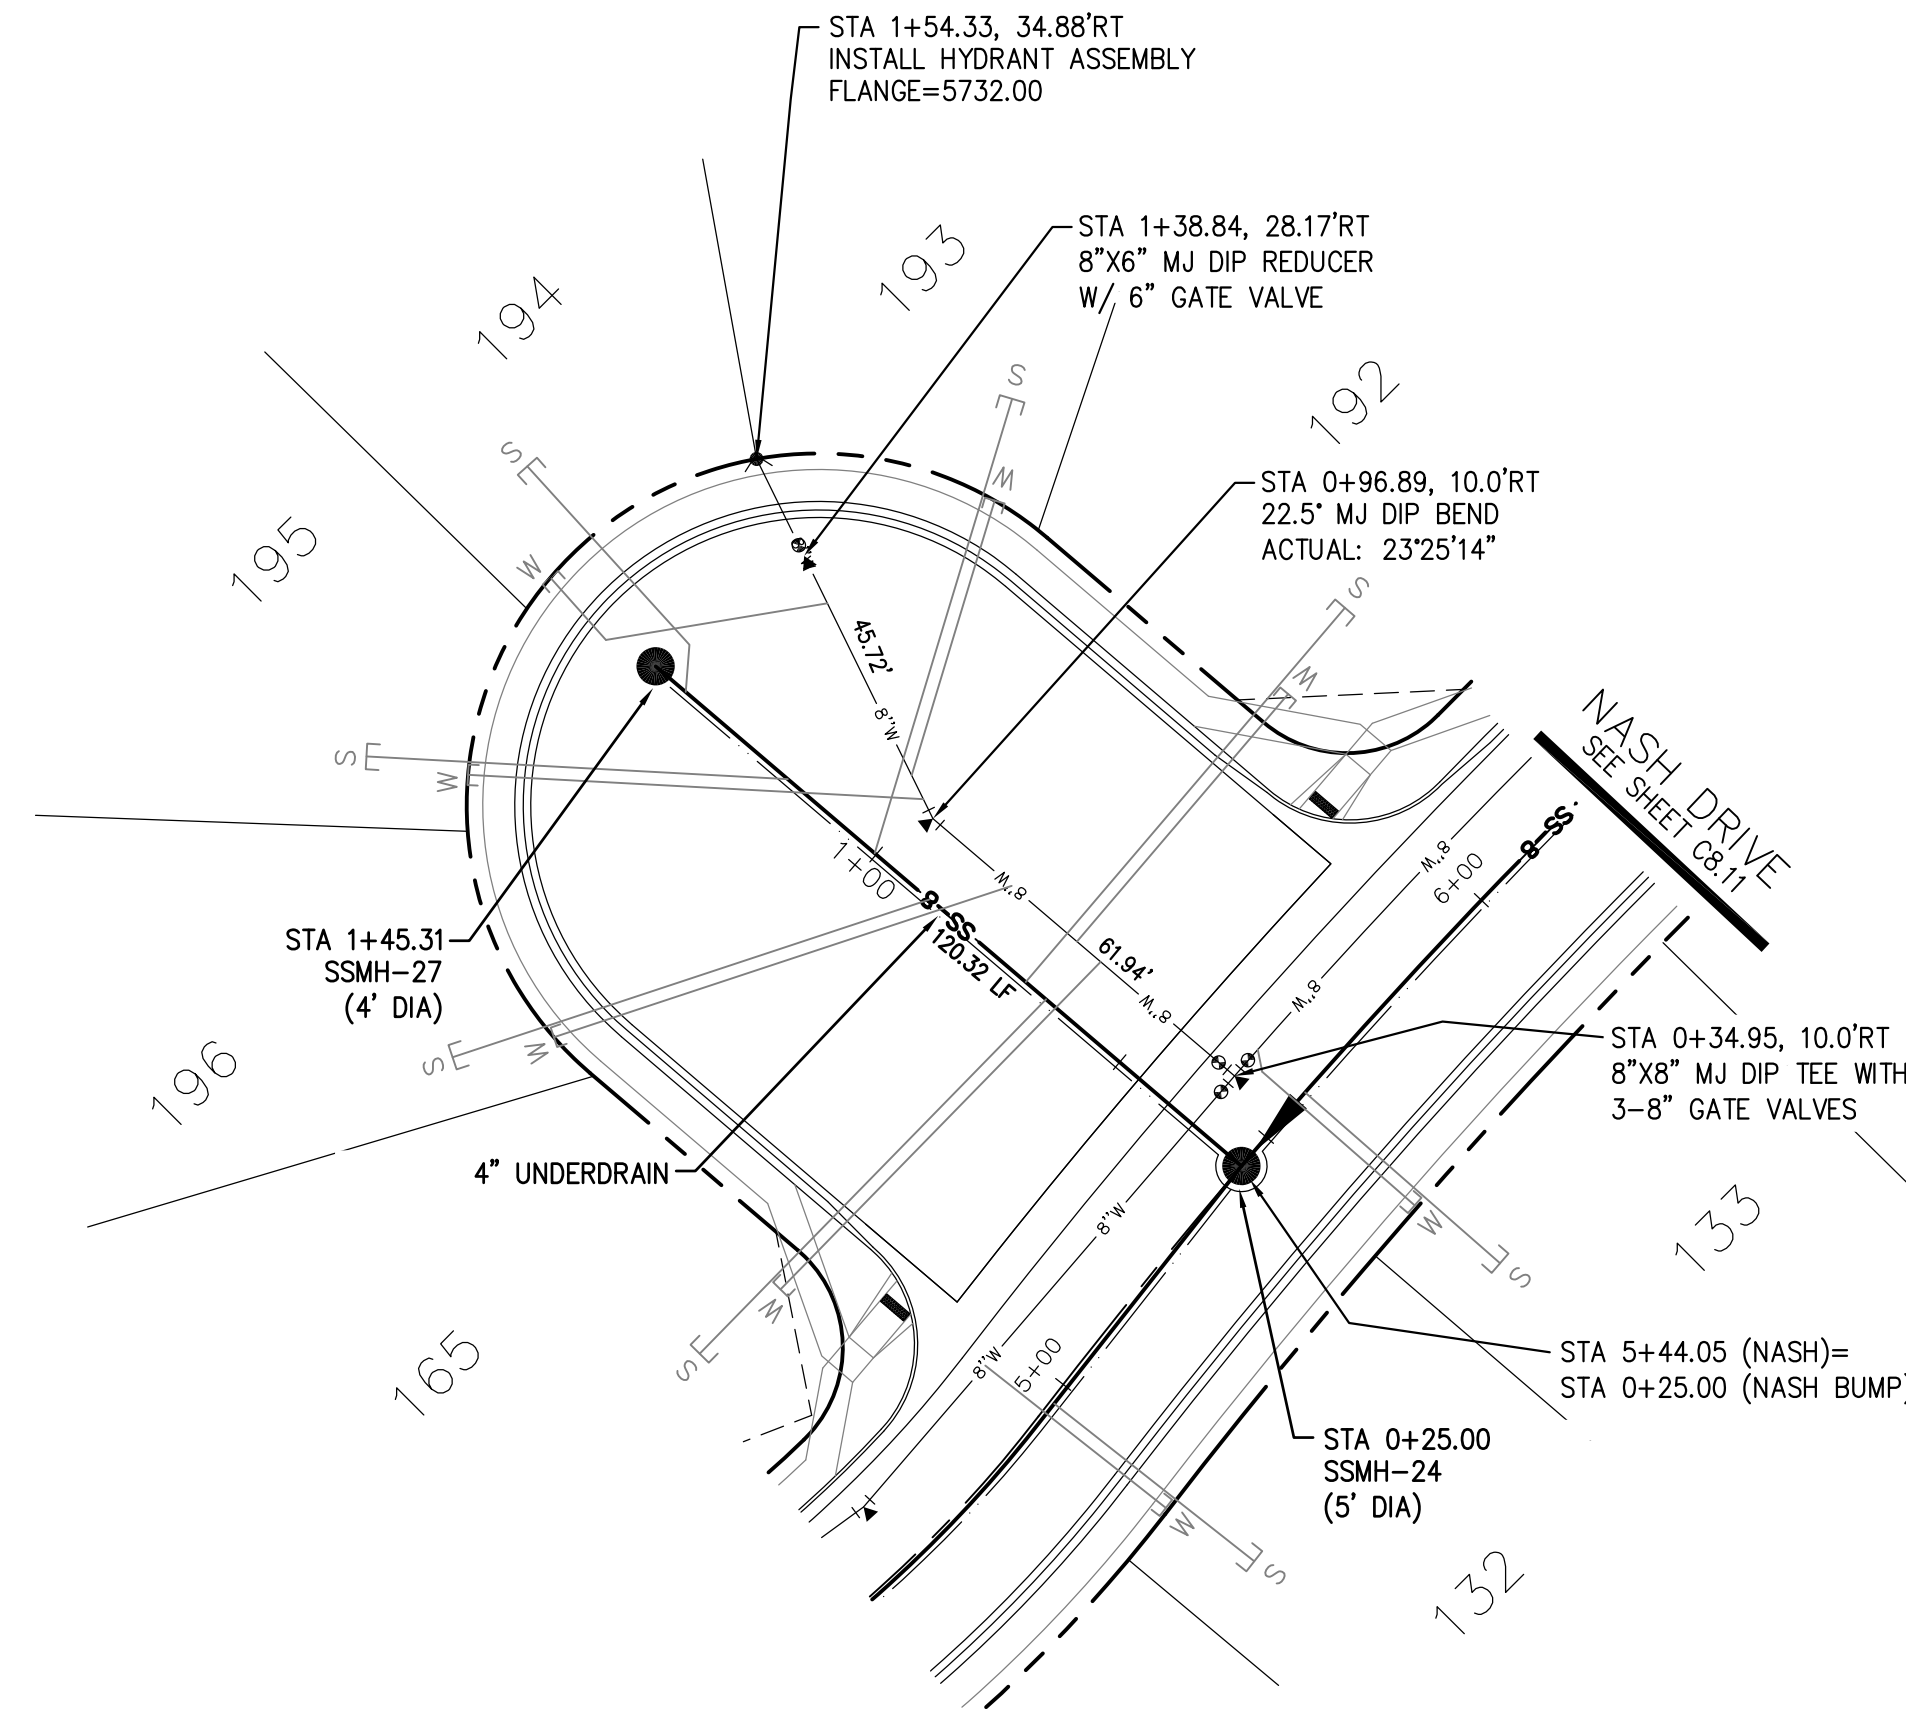 STA 1+54.33, 34.88'RT
INSTALL HYDRANT ASSEMBLY
FLANGE=5732.00
STA 1+38.84, 28.17'RT
8"X6" MJ DIP REDUCER
W/ 6" GATE VALVE
193
194
192
195
S
S
W
STA 0+96.89, 10.0'RT
22.5° MJ DIP BEND
ACTUAL: 23°25'14"
W
S
W
45.72'
8"W
NASH DRIVE
SEE SHEET C8.11
S
W
1+00
8"W
8-SS
120.32 LF
61.94'
8"W
8"W
8"W
6+00
8-SS
STA 1+45.31
SSMH-27
(4' DIA)
S
W
196
4" UNDERDRAIN
STA 0+34.95, 10.0'RT
8"X8" MJ DIP TEE WITH
3-8" GATE VALVES
8"W
W
S
133
W
S
165
8"W
5+00
STA 5+44.05 (NASH)=
STA 0+25.00 (NASH BUMP)
STA 0+25.00
SSMH-24
(5' DIA)
W
S
132